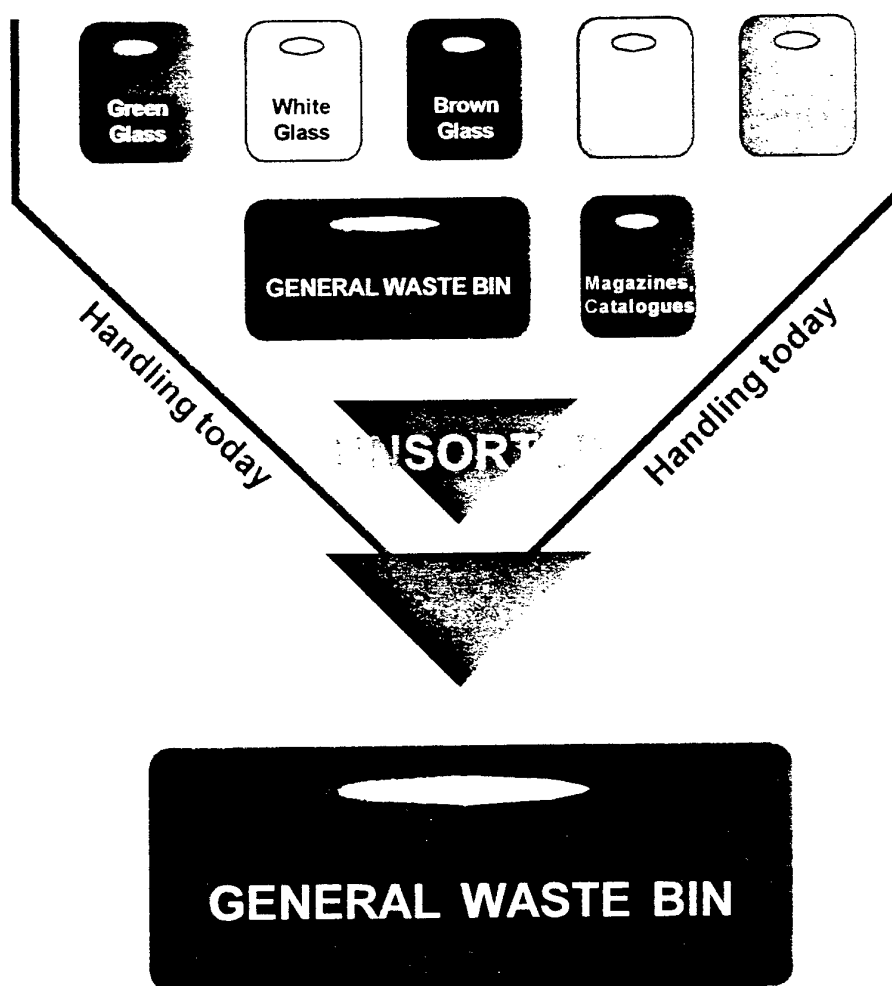 Green
Glass
White
Glass
Brown
Glass
GENERAL WASTE BIN
Magazines,
Catalogues
Handling today
Handling today
GENERAL WASTE BIN